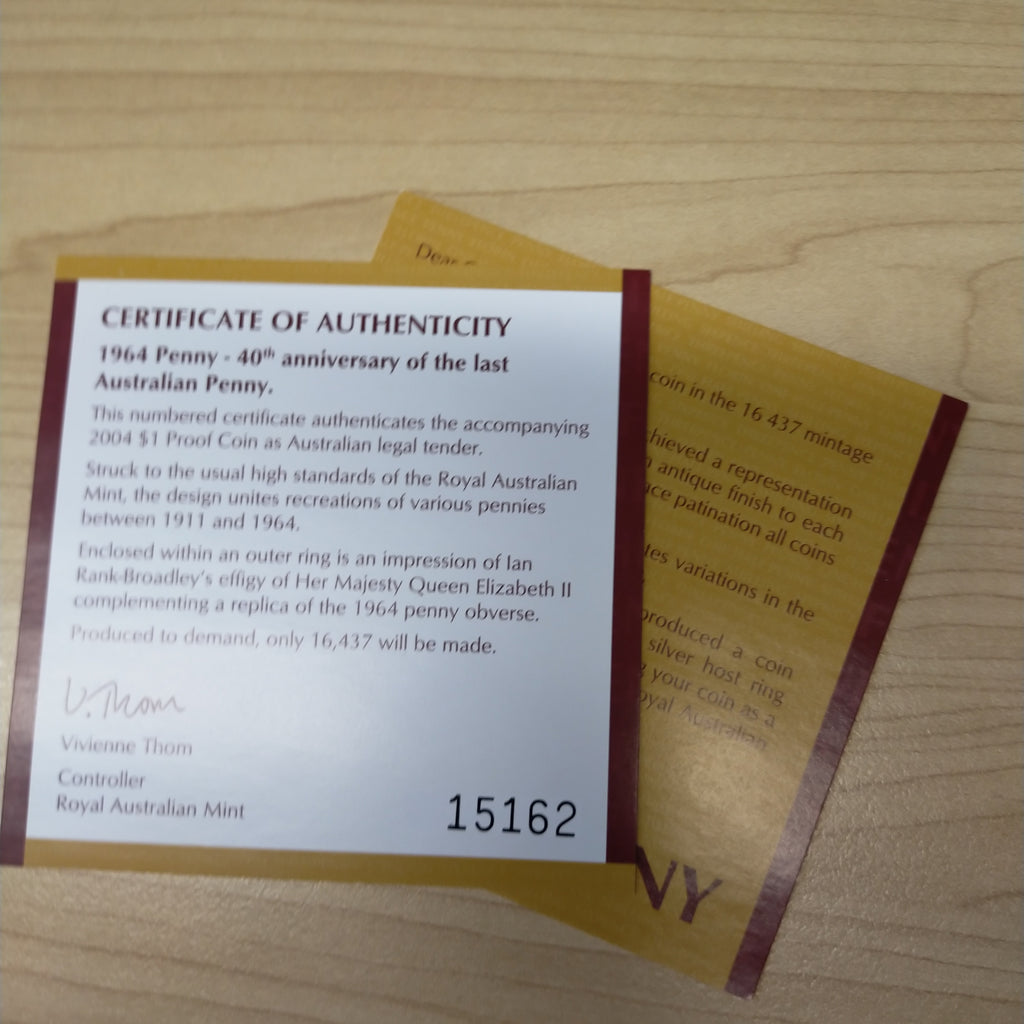 CERTIFICATE OF AUTHENTICITY
1964 Penny - 40th anniversary of the last
Australian Penny.
This numbered certificate authenticates the accompanying
2004 $1 Proof Coin as Australian legal tender.
Struck to the usual high standards of the Royal Australian
Mint, the design unites recreations of various pennies
between 1911 and 1964.
Enclosed within an outer ring is an impression of Ian
Rank-Broadley's effigy of Her Majesty Queen Elizabeth II
complementing a replica of the 1964 penny obverse.
Produced to demand, only 16,437 will be made.
V. Thom
Vivienne Thom
Controller
Royal Australian Mint
15162
Dear
coin in the 16 437 mintage
a representation
antique finish to each
patination all coins
variations in the
produced a coin
silver host ring
your coin as a
Australian
NY